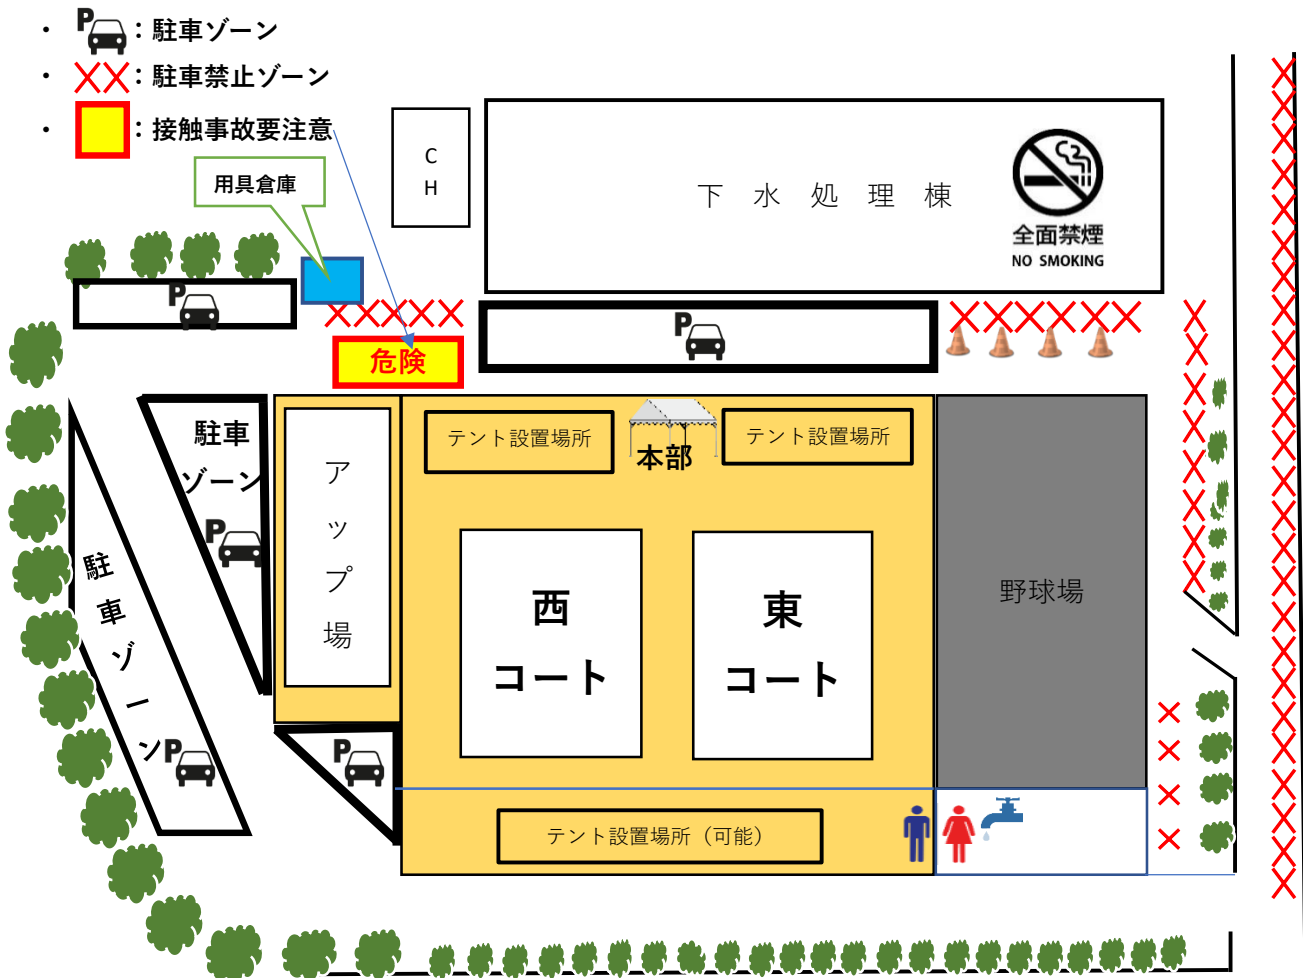 ・ P：駐車ゾーン
・ ：駐車禁止ゾーン
・ ：接触事故要注意
用具倉庫
CH
下水処理棟
全面禁煙
NO SMOKING
P
P
危険
駐車
ゾーン
P
駐車ゾーン
P
アップ場
テント設置場所
本部
テント設置場所
西
コート
東
コート
野球場
P
テント設置場所（可能）